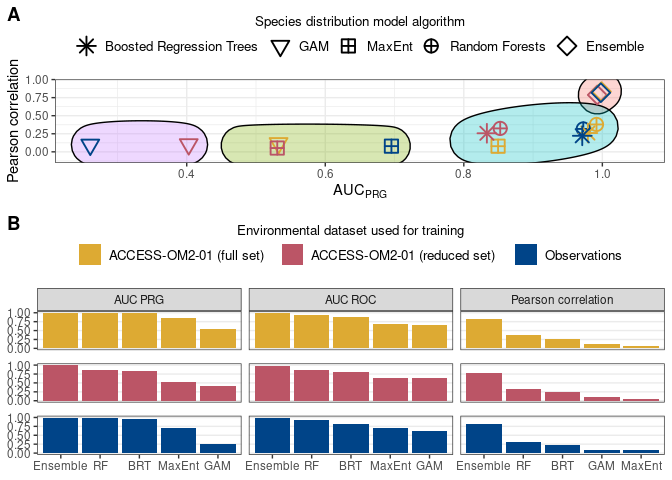 A
Species distribution model algorithm
Boosted Regression Trees GAM MaxEnt Random Forests Ensemble
Pearson correlation
1.00
0.75
0.50
0.25
0.00
0.4 0.6 0.8 1.0
AUCPRG
B
Environmental dataset used for training
ACCESS-OM2-01 (full set) ACCESS-OM2-01 (reduced set) Observations
AUC PRG AUC ROC Pearson correlation
1.00
0.75
0.50
0.25
0.00
1.00
0.75
0.50
0.25
0.00
1.00
0.75
0.50
0.25
0.00
Ensemble RF BRT MaxEnt GAM Ensemble RF BRT MaxEnt GAM Ensemble RF BRT GAM MaxEnt